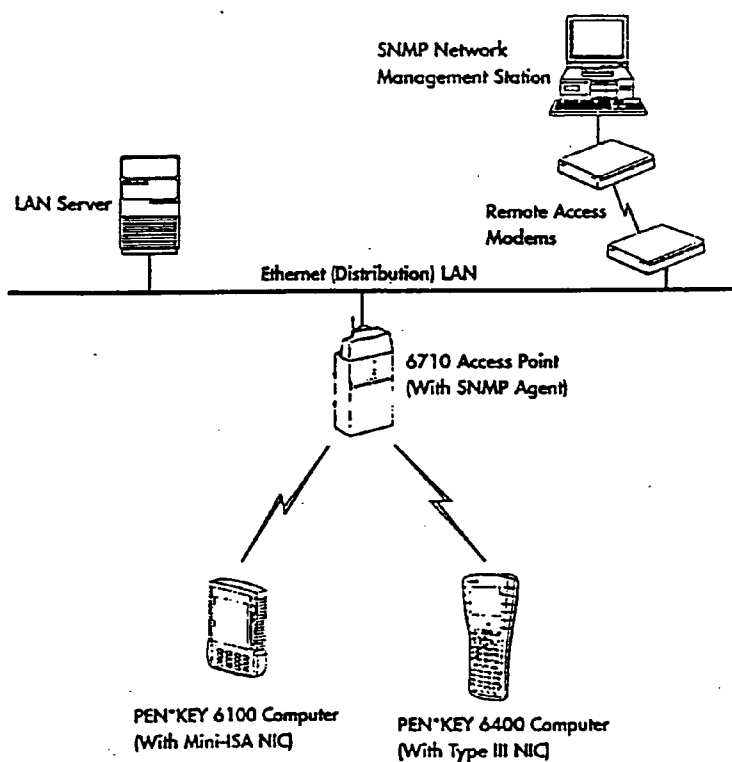 SNMP Network
Management Station
LAN Server
Remote Access
Modems
Ethernet (Distribution) LAN
6710 Access Point
(With SNMP Agent)
PEN*KEY 6100 Computer
(With Mini-ISA NIC)
PEN*KEY 6400 Computer
(With Type III NIC)